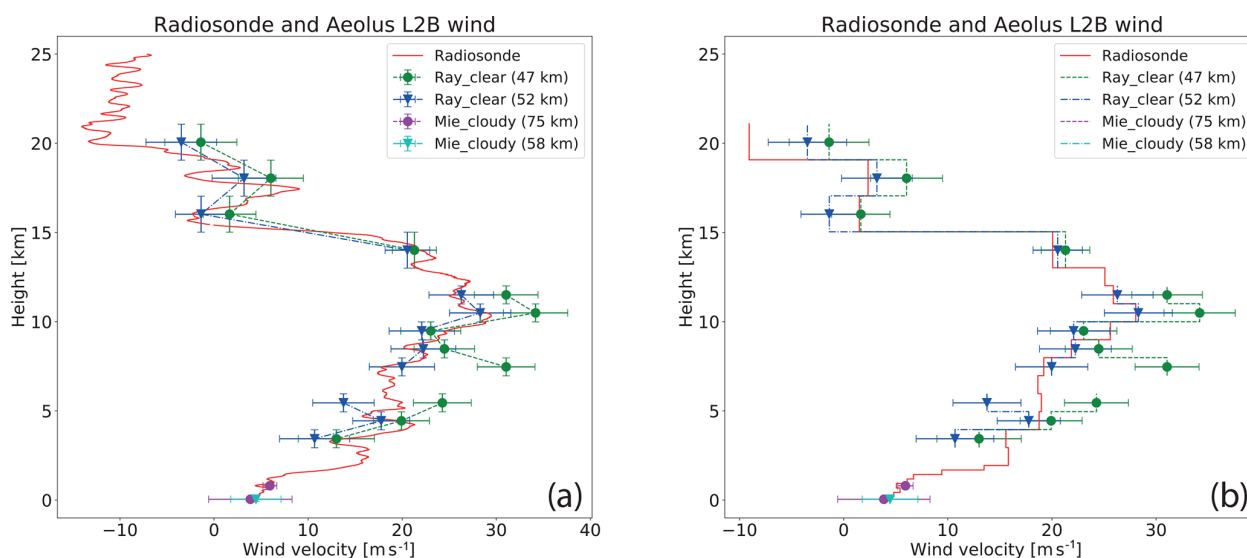 Radiosonde and Aeolus L2B wind
25
20
15
10
5
0
Height [km]
−10
0
10
20
30
40
Wind velocity [m s-1]
Radiosonde
Ray_clear (47 km)
Ray_clear (52 km)
Mie_cloudy (75 km)
Mie_cloudy (58 km)
(a)
Radiosonde and Aeolus L2B wind
25
20
15
10
5
0
Height [km]
−10
0
10
20
30
Wind velocity [m s-1]
Radiosonde
Ray_clear (47 km)
Ray_clear (52 km)
Mie_cloudy (75 km)
Mie_cloudy (58 km)
(b)